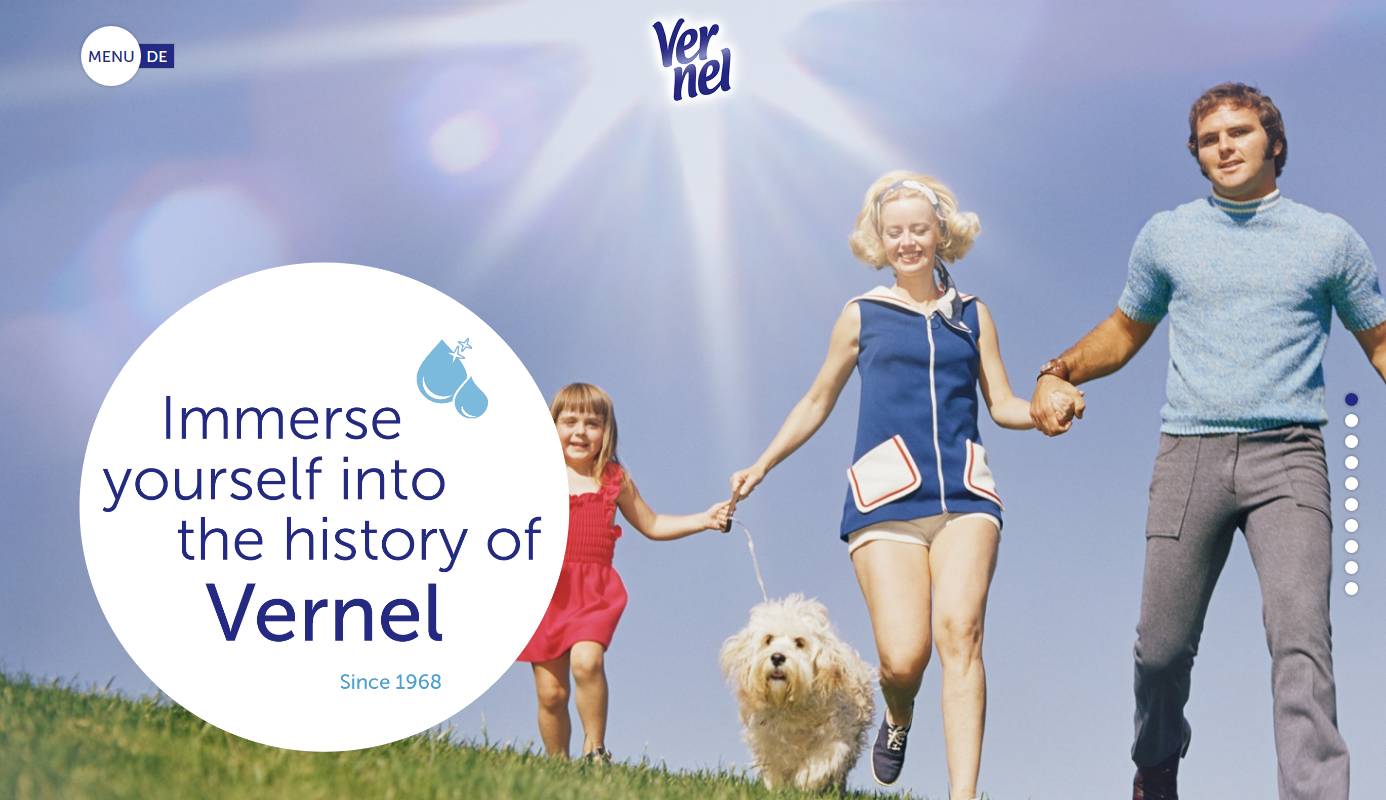 MENU DE
Ver
nel
Immerse
yourself into
the history of
Vernel
Since 1968